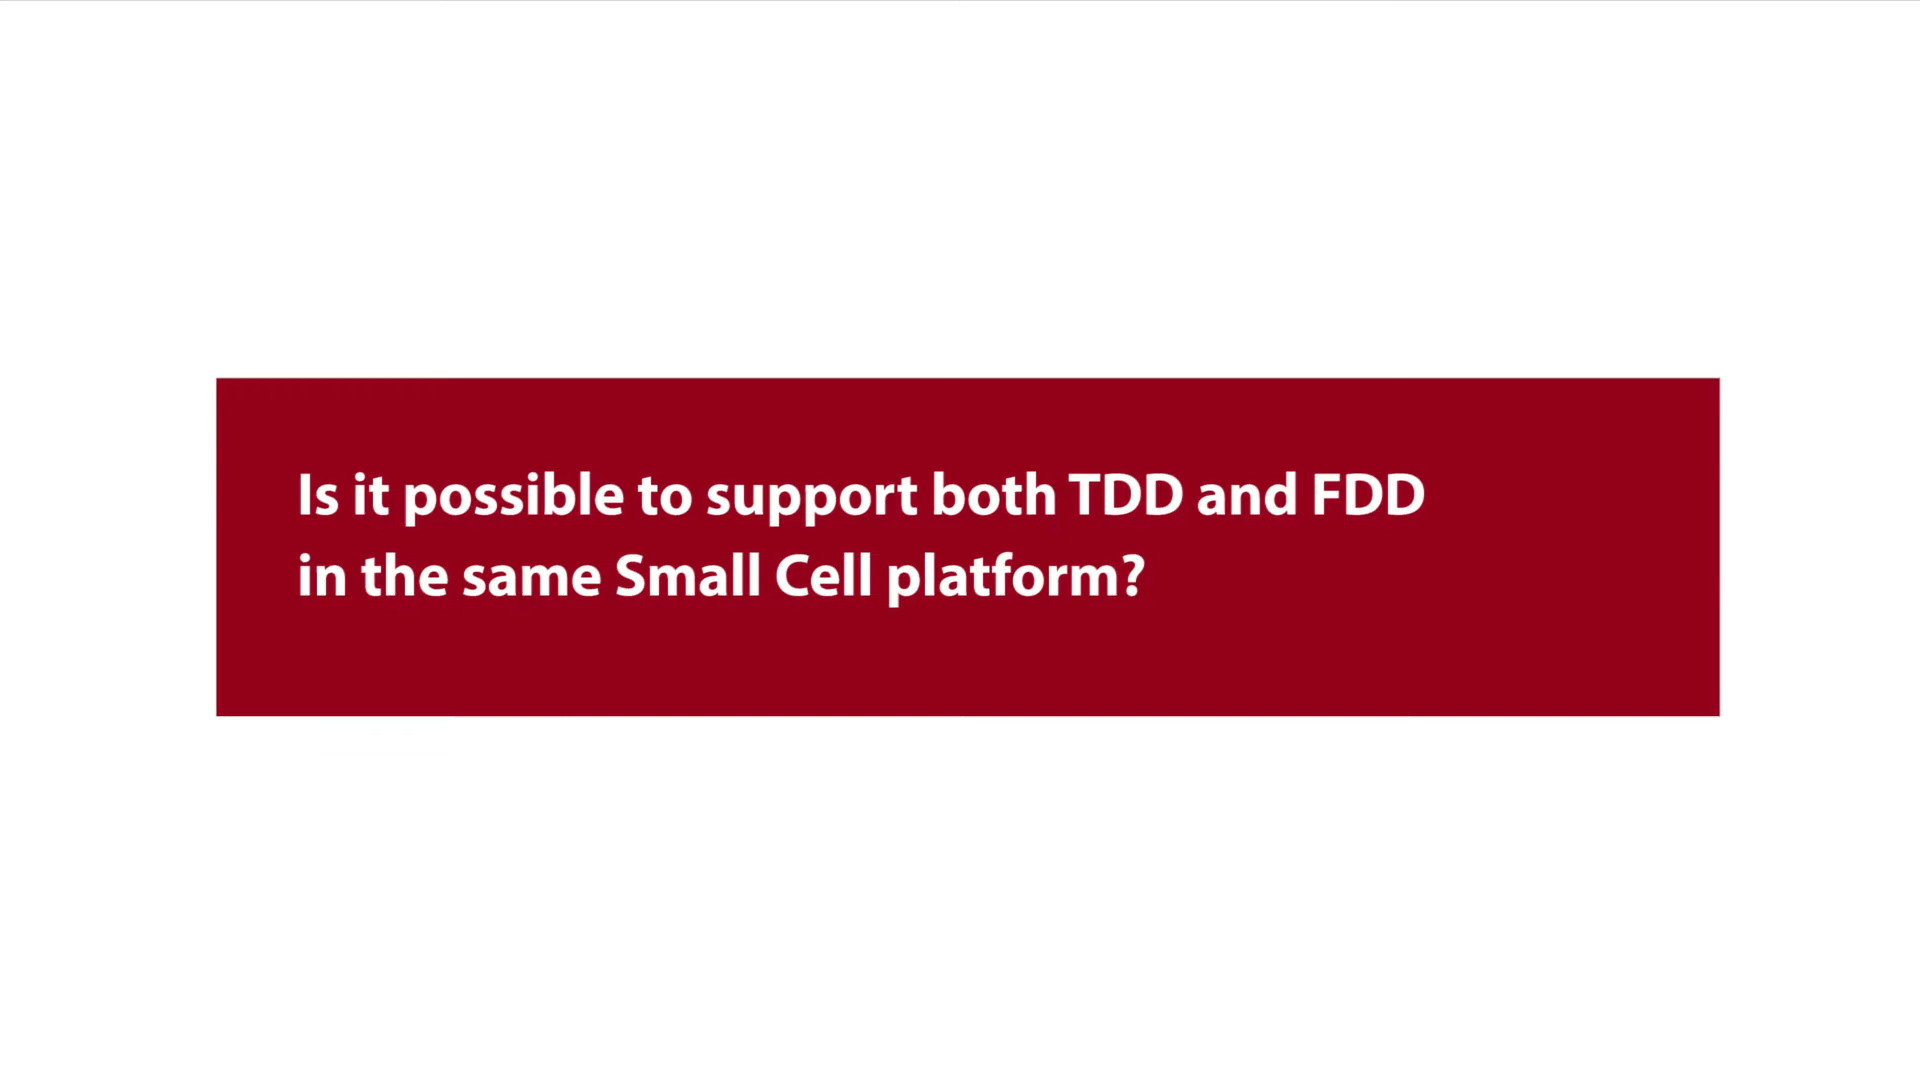 Is it possible to support both TDD and FDD
in the same Small Cell platform?